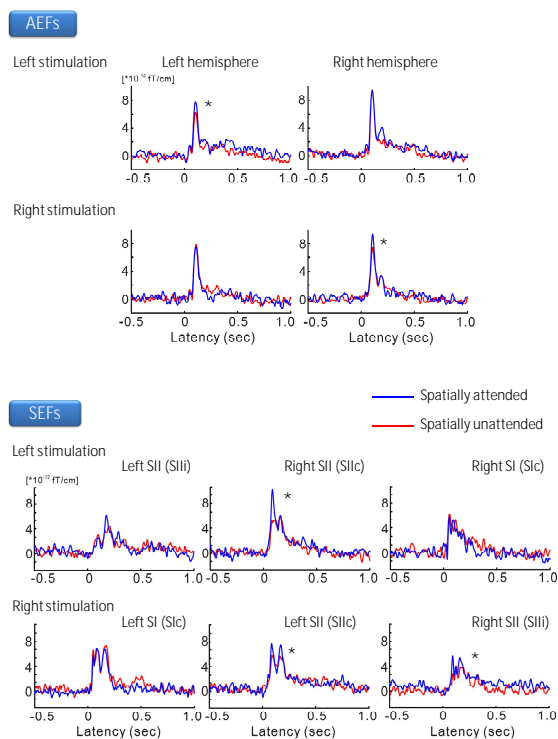 AEFs
Left stimulation
Left hemisphere
Right hemisphere
[*10⁻¹² fT/cm]
8
4
0
-0.5 0 0.5 1.0
8
4
0
-0.5 0 0.5 1.0
*
Right stimulation
8
4
0
-0.5 0 0.5 1.0
Latency (sec)
8
4
0
-0.5 0 0.5 1.0
Latency (sec)
*
Spatially attended
Spatially unattended
SEFs
Left stimulation
Left SII (SIIi)
Right SII (SIIc)
Right SI (SIc)
[*10⁻¹² fT/cm]
8
4
0
-0.5 0 0.5 1.0
8
4
0
-0.5 0 0.5 1.0
*
8
4
0
-0.5 0 0.5 1.0
Right stimulation
Left SI (SIc)
Left SII (SIIc)
Right SII (SIIi)
8
4
0
-0.5 0 0.5 1.0
Latency (sec)
8
4
0
-0.5 0 0.5 1.0
Latency (sec)
*
8
4
0
-0.5 0 0.5 1.0
Latency (sec)
*